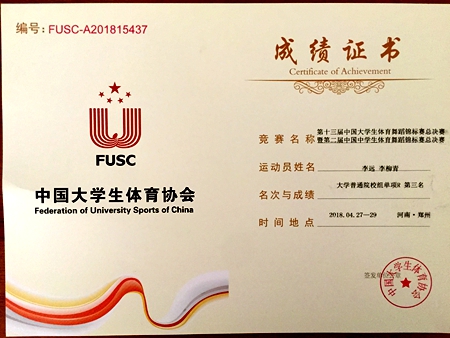 编号：FUSC-A201815437
FUSC
中国大学生体育协会
Federation of University Sports of China
成绩证书
Certificate of Achievement
竞赛名称 第十三届中国大学生体育舞蹈锦标赛总决赛
暨第二届中国中学生体育舞蹈锦标赛总决赛
运动员姓名 李远 李柳青
名次与成绩 大学普通院校组单项R 第三名
时间地点 2018.04.27—29 河南·郑州
签发单位
中国大学生体育协会